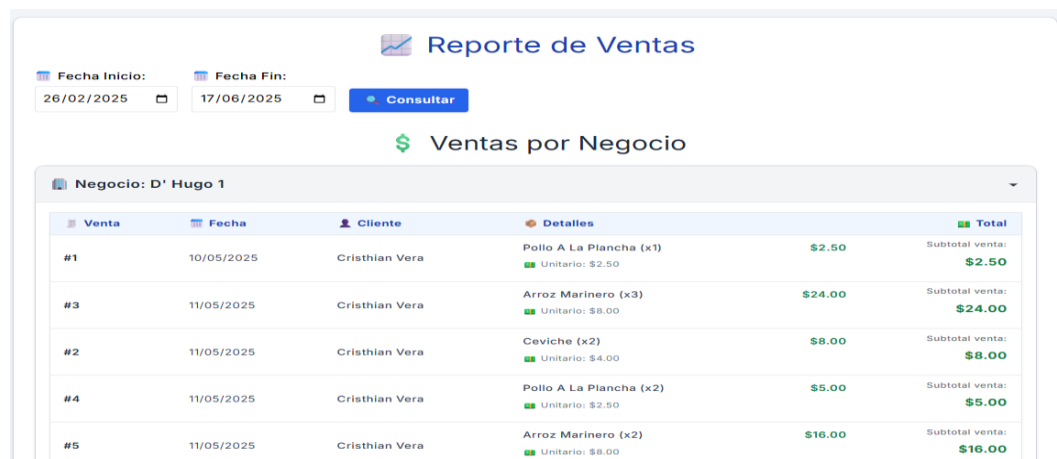 Reporte de Ventas
Fecha Inicio: Fecha Fin:
26/02/2025 17/06/2025 Consultar
$ Ventas por Negocio
Negocio: D' Hugo 1
Venta Fecha Cliente Detalles Total
#1 10/05/2025 Cristhian Vera Pollo A La Plancha (x1) $2.50 Subtotal venta:
Unitario: $2.50 $2.50
#3 11/05/2025 Cristhian Vera Arroz Marinero (x3) $24.00 Subtotal venta:
Unitario: $8.00 $24.00
#2 11/05/2025 Cristhian Vera Ceviche (x2) $8.00 Subtotal venta:
Unitario: $4.00 $8.00
#4 11/05/2025 Cristhian Vera Pollo A La Plancha (x2) $5.00 Subtotal venta:
Unitario: $2.50 $5.00
#5 11/05/2025 Cristhian Vera Arroz Marinero (x2) $16.00 Subtotal venta:
Unitario: $8.00 $16.00